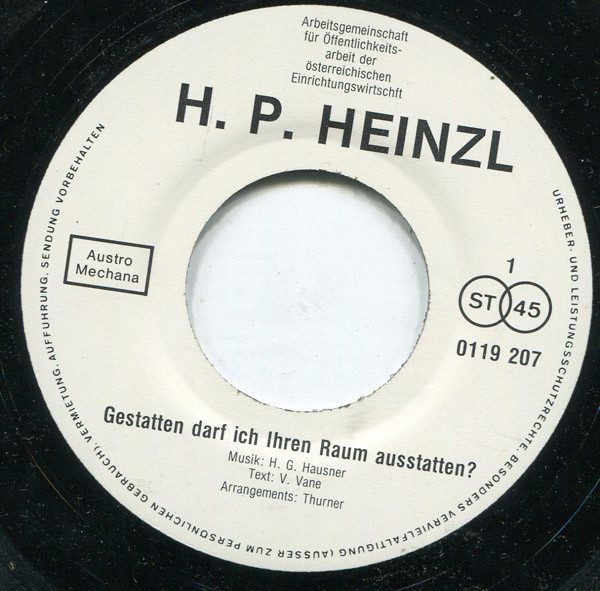 Arbeitsgemeinschaft
für Öffentlichkeits-
arbeit der
österreichischen
Einrichtungswirtschft
H. P. HEINZL
Austro
Mechana
1
ST 45
0119 207
Gestatten darf ich Ihren Raum ausstatten?
Musik: H. G. Hausner
Text: V. Vane
Arrangements: Thurner
URHEBER- UND LEISTUNGSSCHUTZRECHTE, BESONDERS VERVIELFÄLTIGUNG (AUSSER ZUM PERSÖNLICHEN GEBRAUCH), VERMIETUNG, AUFFÜHRUNG, SENDUNG VORBEHALTEN